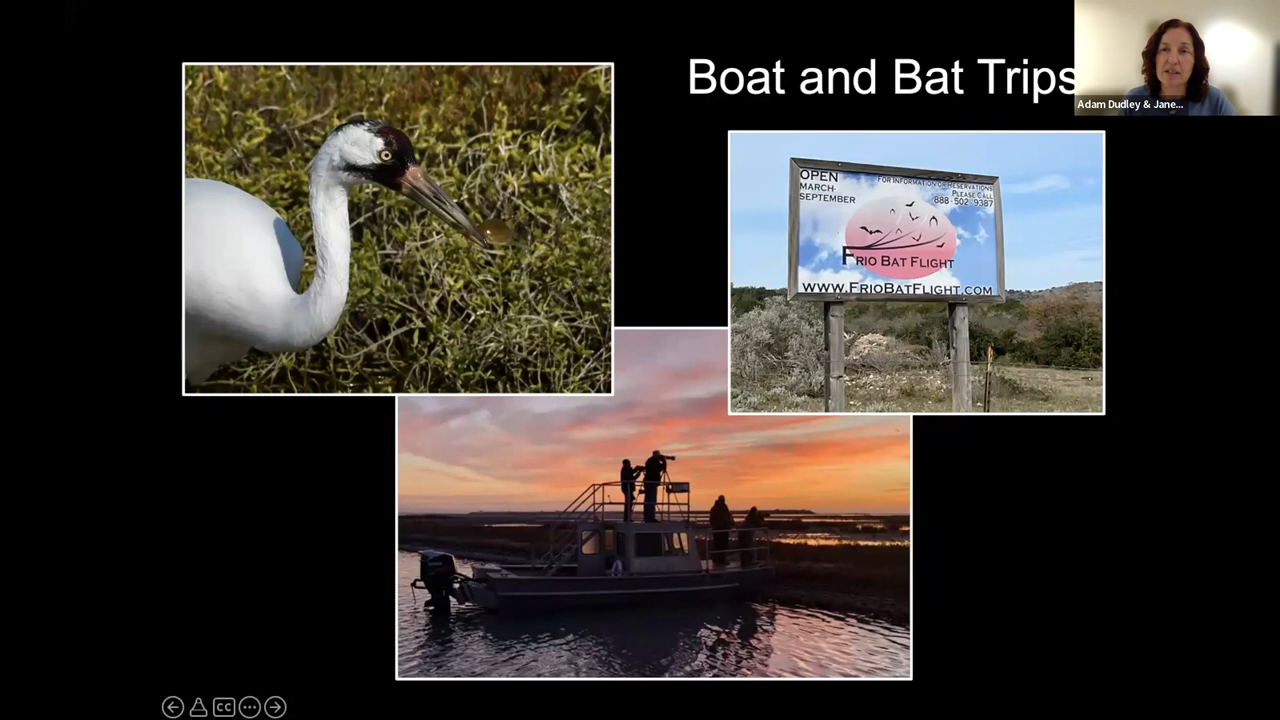 Boat and Bat Trips
Adam Dudley & Jane...
OPEN
MARCH-
SEPTEMBER
FOR INFORMATION OR RESERVATIONS
PLEASE CALL
888-502-9387
FRIO BAT FLIGHT
WWW.FRIOBATFLIGHT.COM
CC